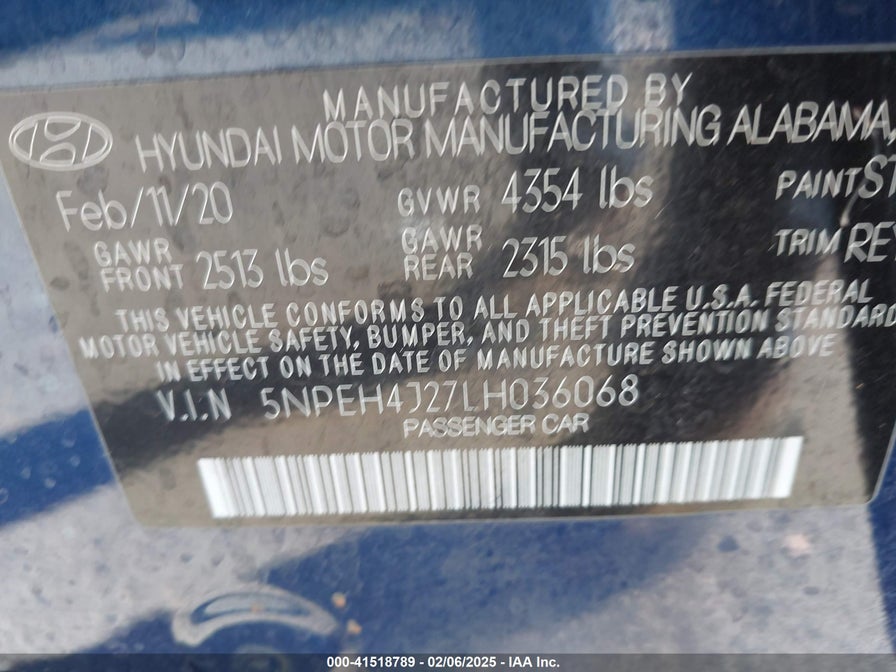 MANUFACTURED BY
HYUNDAI MOTOR MANUFACTURING ALABAMA,
Feb/11/20 GVWR 4354 lbs PAINT
GAWR FRONT 2513 lbs GAWR REAR 2315 lbs TRIM
THIS VEHICLE CONFORMS TO ALL APPLICABLE U.S.A. FEDERAL
MOTOR VEHICLE SAFETY, BUMPER, AND THEFT PREVENTION STANDARD
IN EFFECT ON THE DATE OF MANUFACTURE SHOWN ABOVE
V.I.N 5NPEH4J27LH036068
PASSENGER CAR
000-41518789 - 02/06/2025 - IAA Inc.